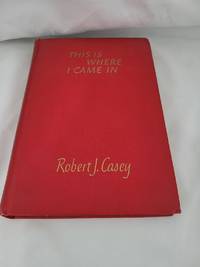 THIS IS
WHERE
I CAME IN
Robert J. Casey